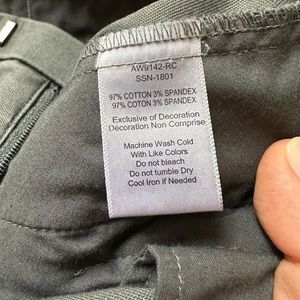 AW9142-RC
SSN-1801
97% COTTON 3% SPANDEX
97% COTTON 3% SPANDEX
Exclusive of Decoration
Decoration Non Comprise
Machine Wash Cold
With Like Colors
Do not bleach
Do not tumble Dry
Cool Iron if Needed